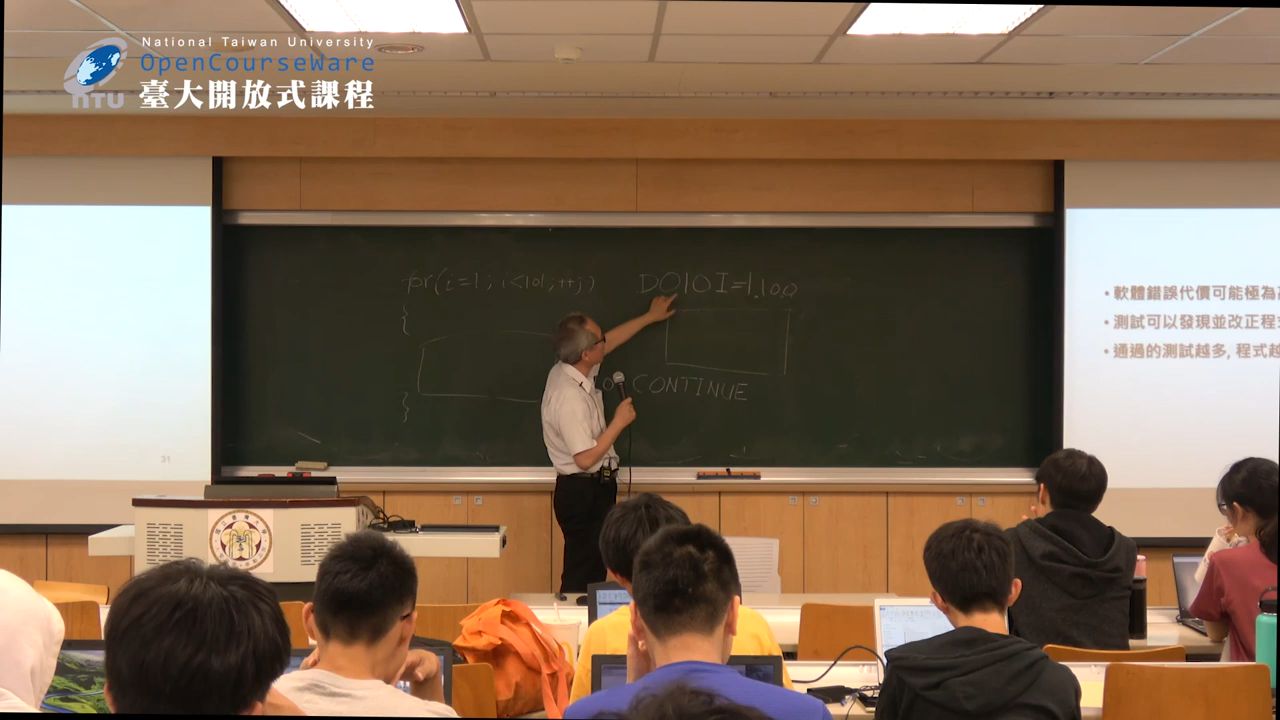 National Taiwan University
OpenCourseWare
臺大開放式課程
NTU
for(i=1; i<101; ++j)
{
}
DO10I=1.100
10 CONTINUE
31
• 軟體錯誤代價可能極為
• 測試可以發現並改正程
• 通過的測試越多, 程式越